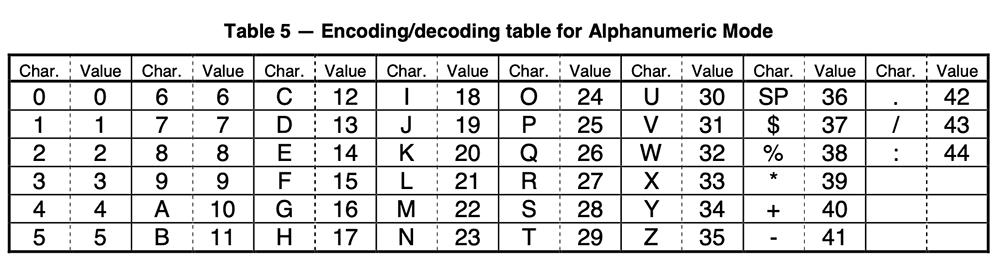 Table 5 — Encoding/decoding table for Alphanumeric Mode
Char. Value Char. Value Char. Value Char. Value Char. Value Char. Value Char. Value Char. Value
0 0 6 6 C 12 I 18 O 24 U 30 SP 36 . 42
1 1 7 7 D 13 J 19 P 25 V 31 $ 37 / 43
2 2 8 8 E 14 K 20 Q 26 W 32 % 38 : 44
3 3 9 9 F 15 L 21 R 27 X 33 * 39
4 4 A 10 G 16 M 22 S 28 Y 34 + 40
5 5 B 11 H 17 N 23 T 29 Z 35 - 41